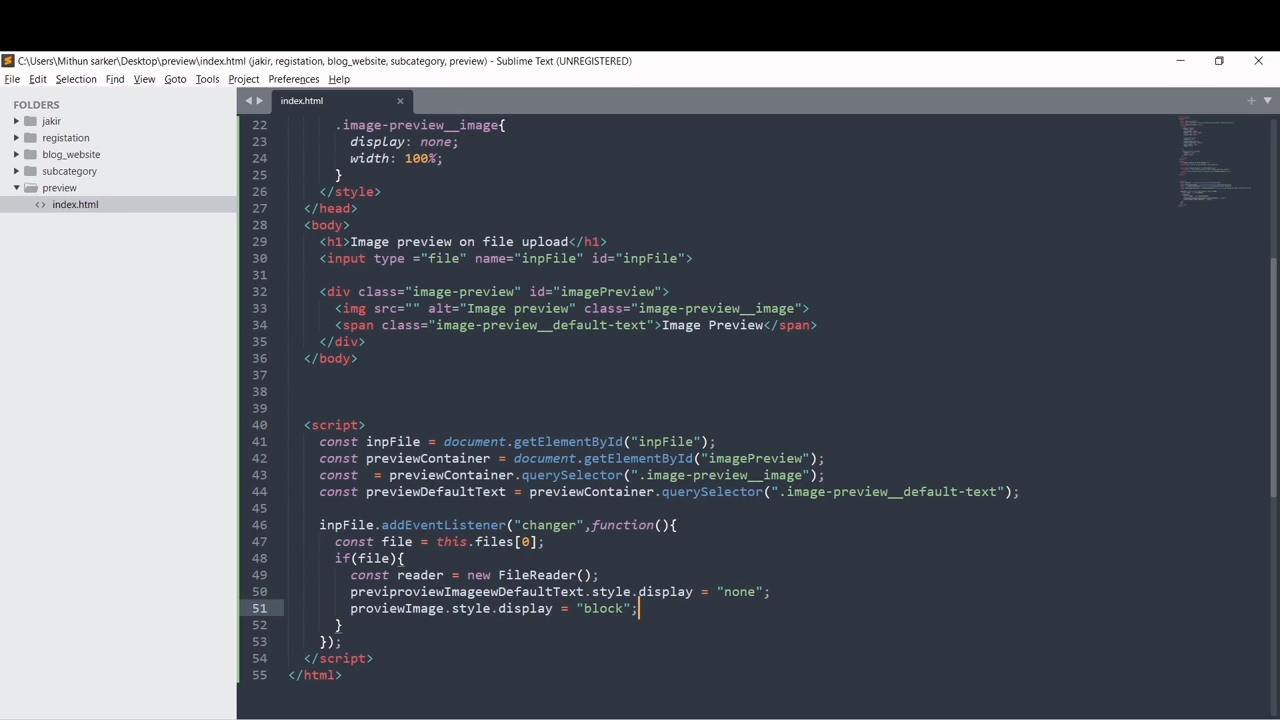 C:\Users\Mithun sarker\Desktop\preview\index.html (jakir, registation, blog_website, subcategory, preview) - Sublime Text (UNREGISTERED)
File Edit Selection Find View Goto Tools Project Preferences Help
FOLDERS
jakir
registation
blog_website
subcategory
preview
<> index.html
index.html ×
22 .image-preview__image{
23 display: none;
24 width: 100%;
25 }
26 </style>
27 </head>
28 <body>
29 <h1>Image preview on file upload</h1>
30 <input type ="file" name="inpFile" id="inpFile">
31
32 <div class="image-preview" id="imagePreview">
33 <img src="" alt="Image preview" class="image-preview__image">
34 <span class="image-preview__default-text">Image Preview</span>
35 </div>
36 </body>
37
38
39
40 <script>
41 const inpFile = document.getElementById("inpFile");
42 const previewContainer = document.getElementById("imagePreview");
43 const  = previewContainer.querySelector(".image-preview__image");
44 const previewDefaultText = previewContainer.querySelector(".image-preview__default-text");
45
46 inpFile.addEventListener("changer",function(){
47 const file = this.files[0];
48 if(file){
49 const reader = new FileReader();
50 previproviewImageewDefaultText.style.display = "none";
51 proviewImage.style.display = "block";
52 }
53 });
54 </script>
55 </html>